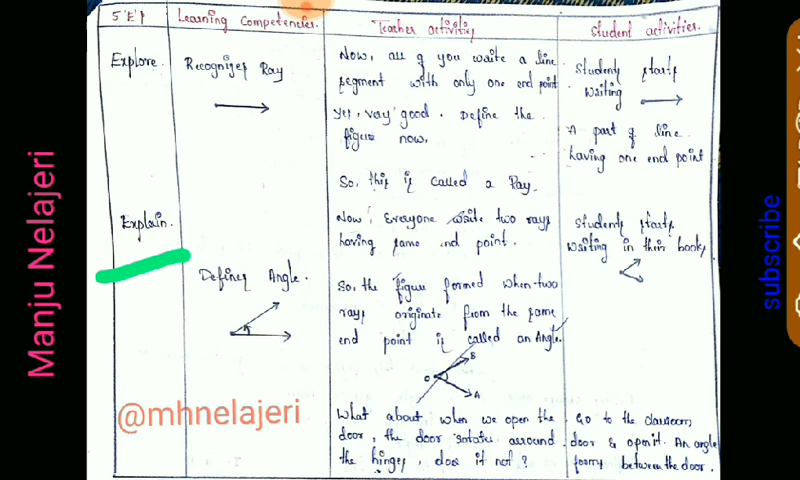 5'E's
Learning Competencies.
Teacher activities
Student activities.
Explore.
Recognizes Ray
Now, all of you write a line
segment with only one end point
Yes, very good. Define the
figure now.
So, this is called a Ray.
Students starts
writing
A part of line
having one end point
Explain.
Defines Angle.
Now, Everyone write two rays
having same end point.
So, the figure formed when two
rays originate from the same
end point is called an Angle.
B
O
A
What about when we open the
door, the door rotate arround
the hinges, does it not?
Students starts
writing in their books
Go to the classroom
door & open it. An angle
forms between the door.
Manju Nelajeri
@mhnelajeri
subscribe